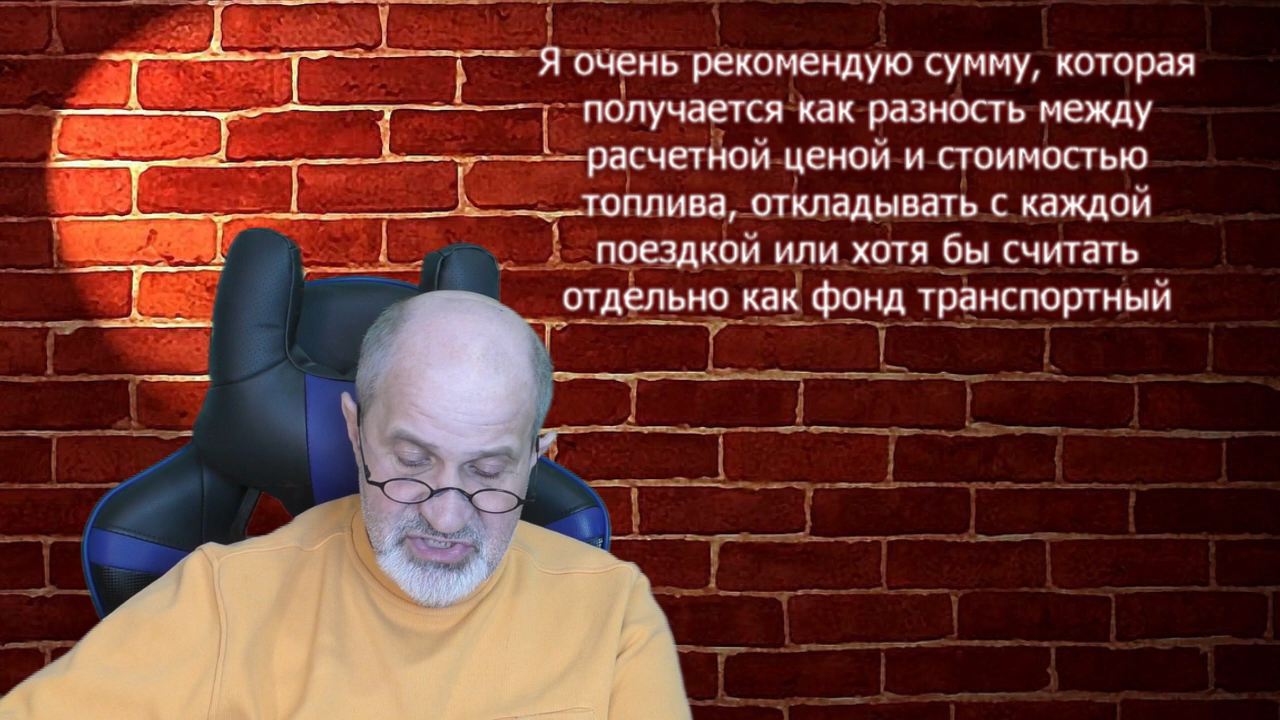 Я очень рекомендую сумму, которая
получается как разность между
расчетной ценой и стоимостью
топлива, откладывать с каждой
поездкой или хотя бы считать
отдельно как фонд транспортный